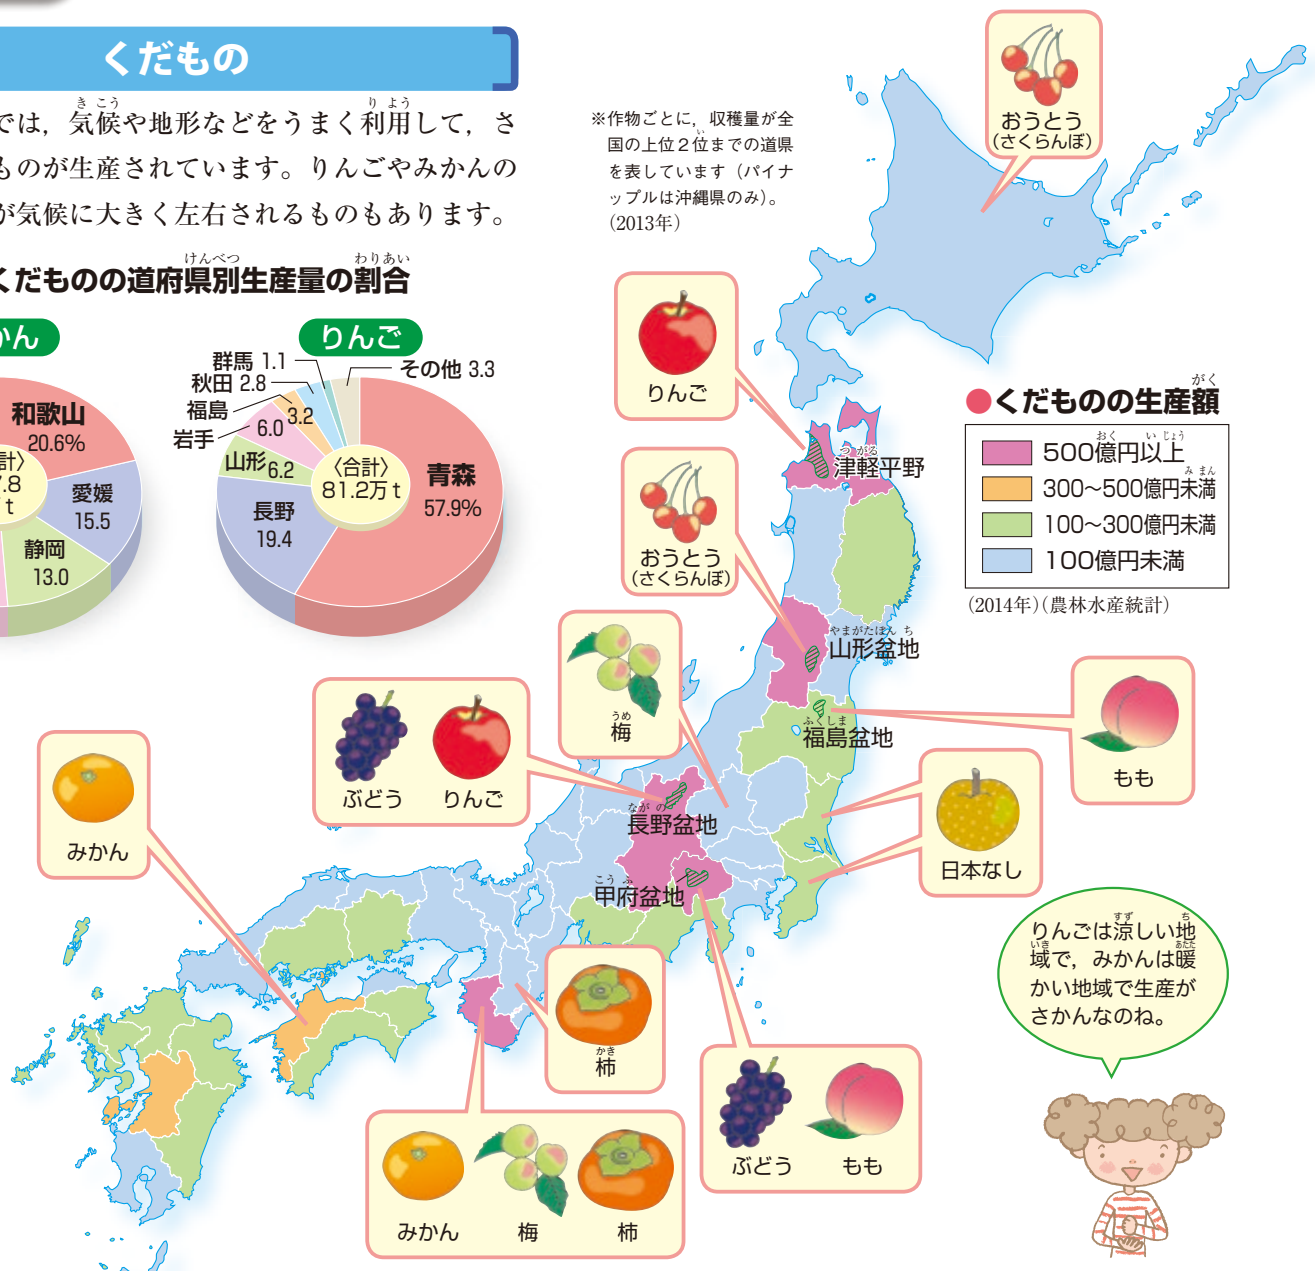 くだもの
では，気候や地形などをうまく利用して，さ
ものが生産されています。りんごやみかんの
が気候に大きく左右されるものもあります。
※作物ごとに，収穫量が全
国の上位2位までの道県
を表しています（パイナ
ップルは沖縄県のみ）。
（2013年）
くだものの道府県別生産量の割合
かん
和歌山
20.6%
愛媛
15.5
静岡
13.0
計〉
7.8
t
りんご
群馬 1.1
秋田 2.8
福島
3.2
岩手
6.0
山形 6.2
長野
19.4
その他 3.3
〈合計〉
81.2万t
青森
57.9%
●くだものの生産額
500億円以上
300〜500億円未満
100〜300億円未満
100億円未満
（2014年）（農林水産統計）
おうとう
（さくらんぼ）
りんご
津軽平野
おうとう
（さくらんぼ）
山形盆地
梅
福島盆地
もも
ぶどう
りんご
長野盆地
日本なし
みかん
甲府盆地
柿
ぶどう
もも
みかん
梅
柿
りんごは涼しい地
域で，みかんは暖
かい地域で生産が
さかんなのね。